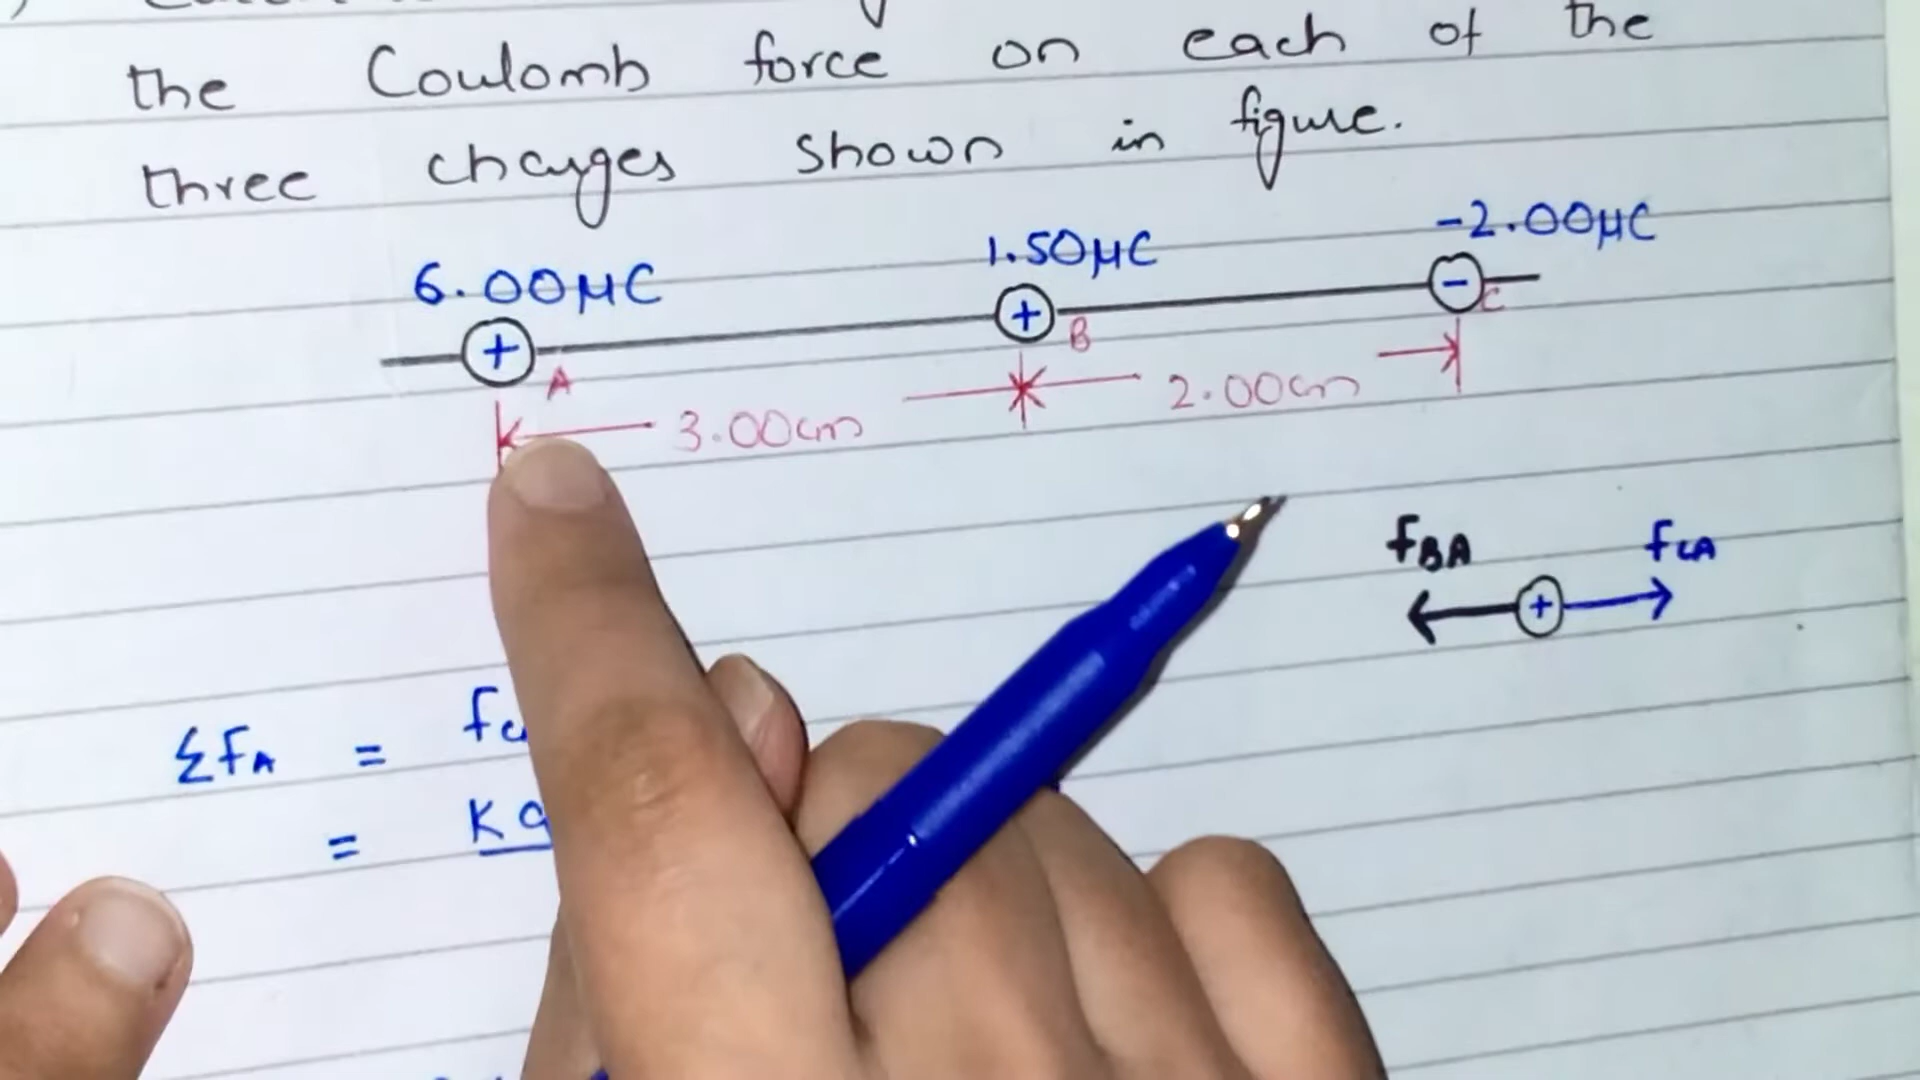 the Coulomb force on each of the
three charges shown in figure.
6.00μC 1.50μC -2.00μC
+ + -
A B C
3.00cm 2.00cm
fBA fCA
+
ΣfA =
= K